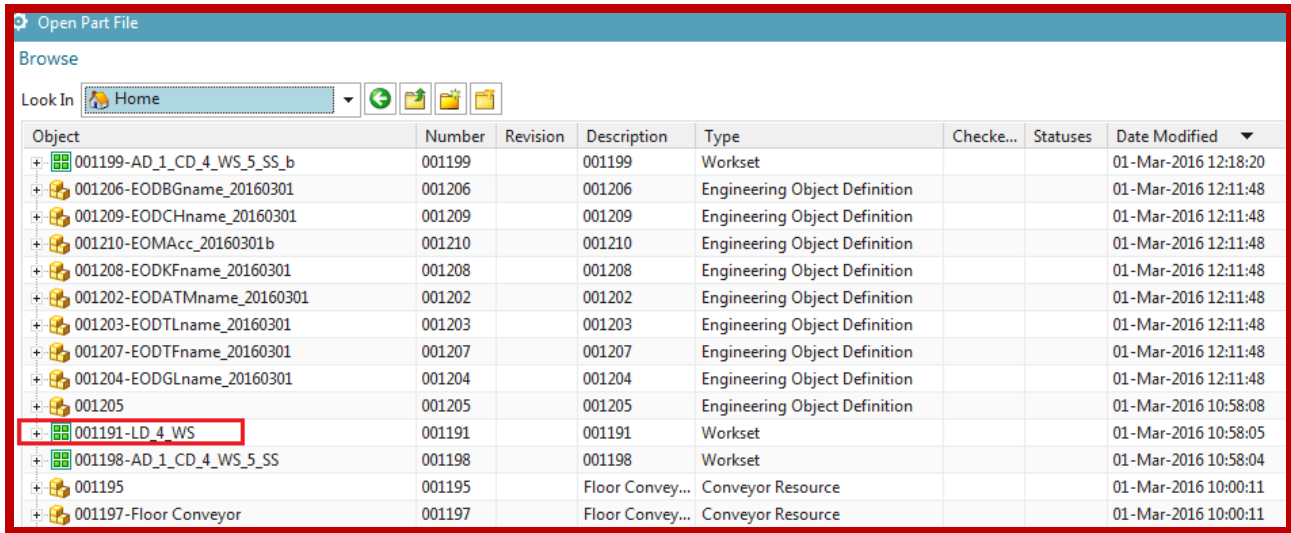 Open Part File
Browse
Look In Home
Object Number Revision Description Type Checke... Statuses Date Modified
001199-AD_1_CD_4_WS_5_SS_b 001199 001199 Workset 01-Mar-2016 12:18:20
001206-EODBGname_20160301 001206 001206 Engineering Object Definition 01-Mar-2016 12:11:48
001209-EODCHname_20160301 001209 001209 Engineering Object Definition 01-Mar-2016 12:11:48
001210-EOMAcc_20160301b 001210 001210 Engineering Object Definition 01-Mar-2016 12:11:48
001208-EODKFname_20160301 001208 001208 Engineering Object Definition 01-Mar-2016 12:11:48
001202-EODATMname_20160301 001202 001202 Engineering Object Definition 01-Mar-2016 12:11:48
001203-EODTLname_20160301 001203 001203 Engineering Object Definition 01-Mar-2016 12:11:48
001207-EODTFname_20160301 001207 001207 Engineering Object Definition 01-Mar-2016 12:11:48
001204-EODGLname_20160301 001204 001204 Engineering Object Definition 01-Mar-2016 12:11:48
001205 001205 001205 Engineering Object Definition 01-Mar-2016 10:58:08
001191-LD_4_WS 001191 001191 Workset 01-Mar-2016 10:58:05
001198-AD_1_CD_4_WS_5_SS 001198 001198 Workset 01-Mar-2016 10:58:04
001195 001195 Floor Convey... Conveyor Resource 01-Mar-2016 10:00:11
001197-Floor Conveyor 001197 Floor Convey... Conveyor Resource 01-Mar-2016 10:00:11